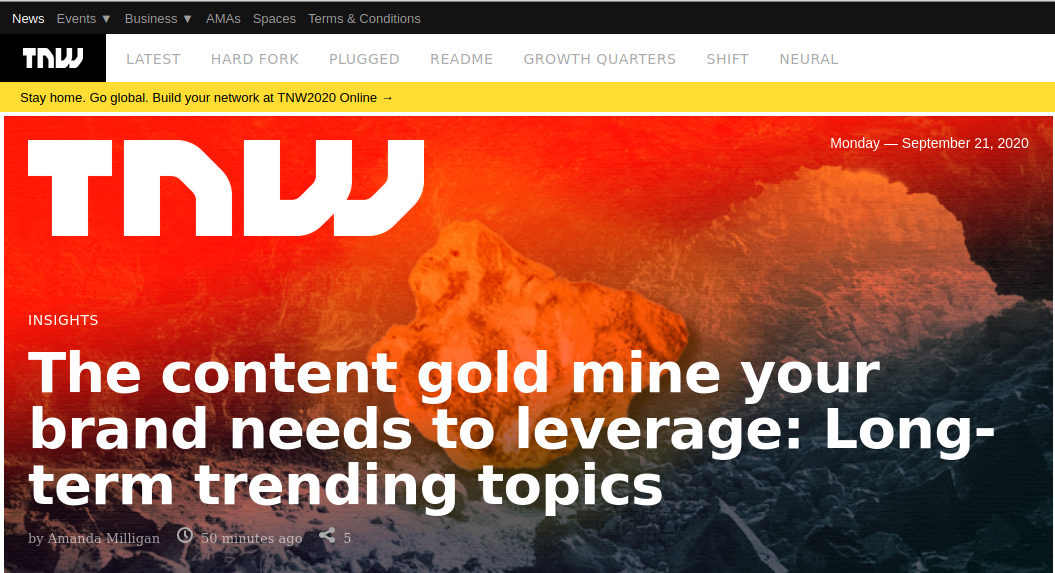 News Events ▼ Business ▼ AMAs Spaces Terms & Conditions
TNW LATEST HARD FORK PLUGGED README GROWTH QUARTERS SHIFT NEURAL
Stay home. Go global. Build your network at TNW2020 Online →
Monday — September 21, 2020
TNW
INSIGHTS
The content gold mine your
brand needs to leverage: Long-
term trending topics
by Amanda Milligan 50 minutes ago 5